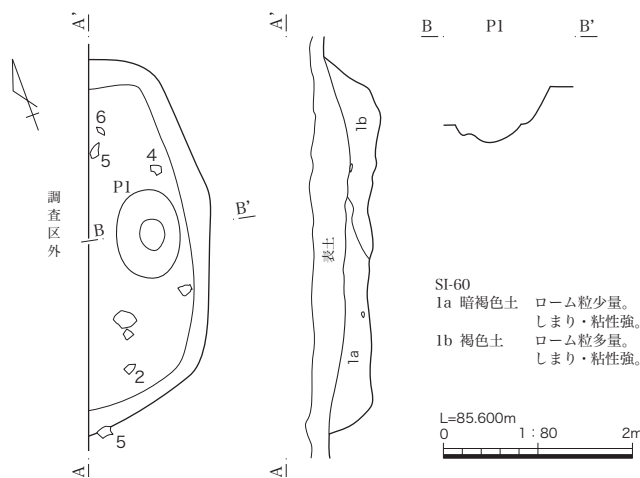 A'
A'
B
P1
B'
6
5
4
P1
B
B'
調査区外
2
5
A
1b
表土
1a
A
SI-60
1a 暗褐色土 ローム粒少量。
しまり・粘性強。
1b 褐色土 ローム粒多量。
しまり・粘性強。
L=85.600m
0 1:80 2m